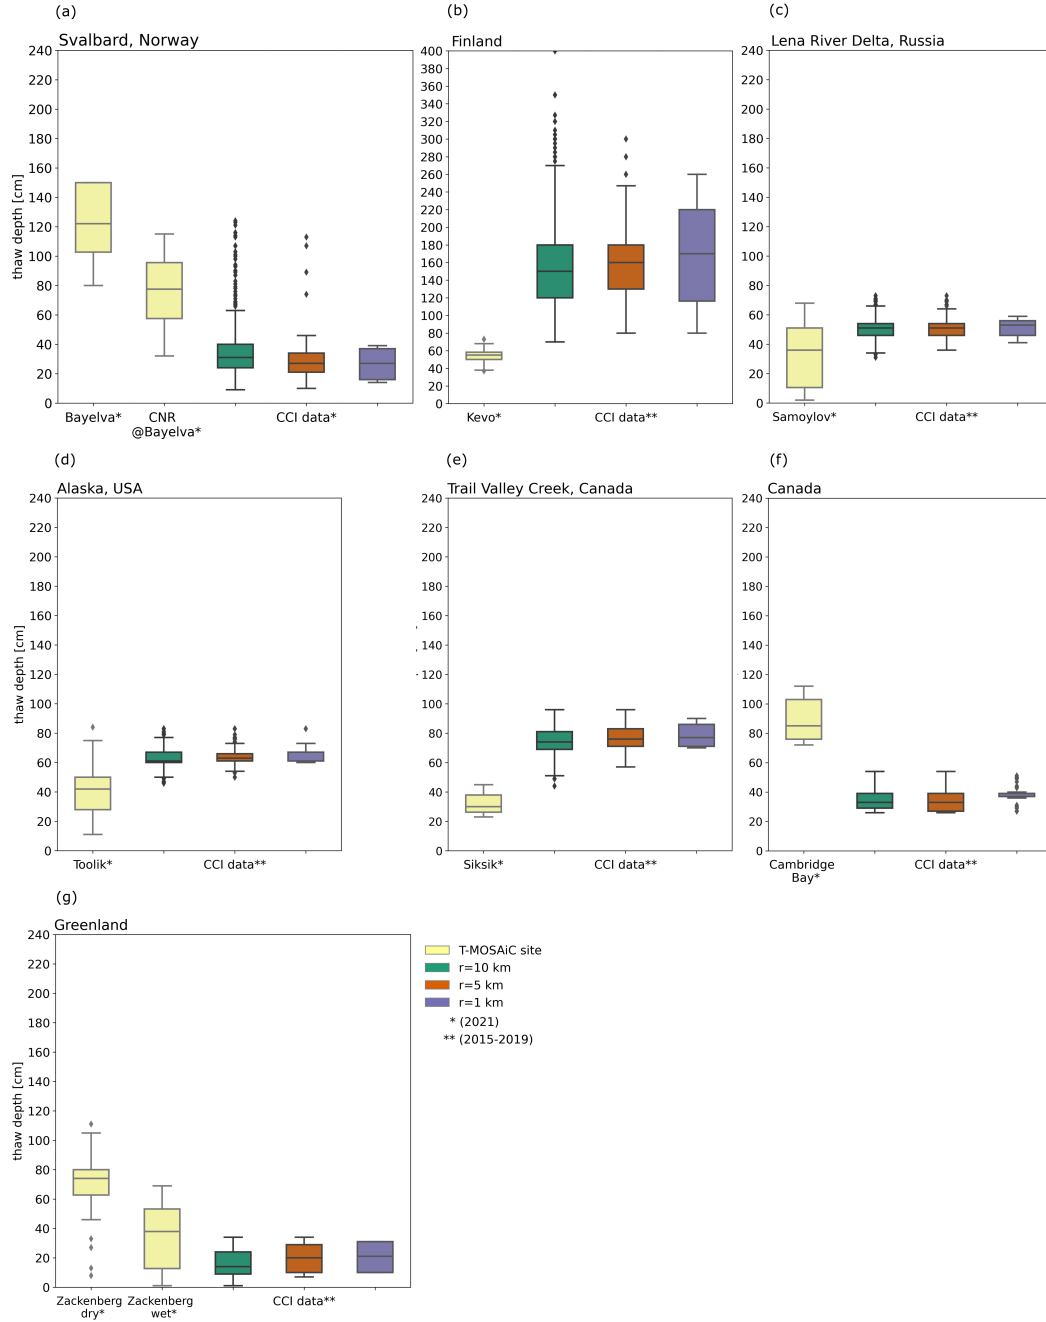 (a)
Svalbard, Norway
240
220
200
180
160
140
120
100
80
60
40
20
0
thaw depth [cm]
Bayelva*
CNR
@Bayelva*
CCI data*
(b)
Finland
400
380
360
340
320
300
280
260
240
220
200
180
160
140
120
100
80
60
40
20
0
Kevo*
CCI data**
(c)
Lena River Delta, Russia
240
220
200
180
160
140
120
100
80
60
40
20
0
Samoylov*
CCI data**
(d)
Alaska, USA
240
220
200
180
160
140
120
100
80
60
40
20
0
thaw depth [cm]
Toolik*
CCI data**
(e)
Trail Valley Creek, Canada
240
220
200
180
160
140
120
100
80
60
40
20
0
Siksik*
CCI data**
(f)
Canada
240
220
200
180
160
140
120
100
80
60
40
20
0
Cambridge
Bay*
CCI data**
(g)
Greenland
240
220
200
180
160
140
120
100
80
60
40
20
0
thaw depth [cm]
Zackenberg
dry*
Zackenberg
wet*
CCI data**
T-MOSAiC site
r=10 km
r=5 km
r=1 km
* (2021)
** (2015-2019)